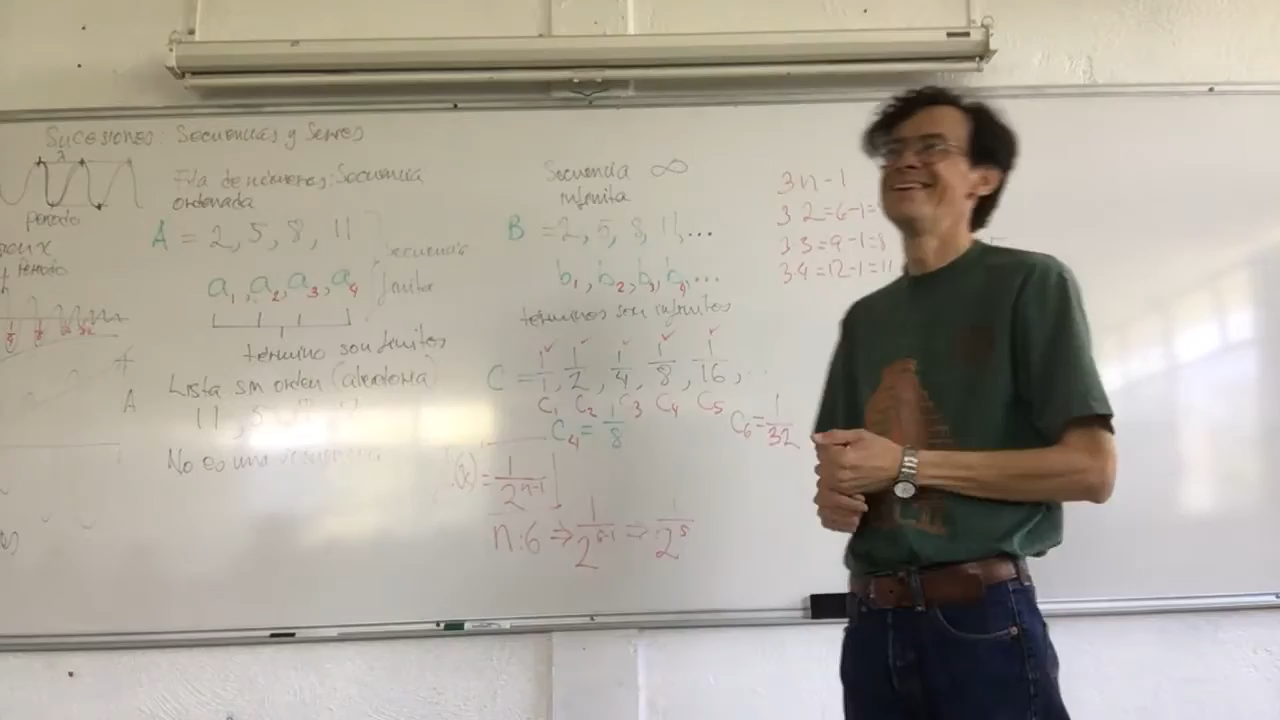 Sucesiones: Secuencias y Series
λ
periodo
Periodo
A
Fila de números: Secuencia
ordenada
A = 2, 5, 8, 11
secuencia
finita
a1, a2, a3, a4
término son finitos
Lista sin orden (aleatoria)
11, 5
No es una
Secuencia ∞
infinita
B = 2, 5, 8, 11, ...
b1, b2, b3, b4, ...
términos son infinitos
C = 1/1, 1/2, 1/4, 1/8, 1/16, ...
C1 C2 C3 C4 C5
C4 = 1/8
C6 = 1/32
(x) = 1/2^(n-1)
n:6 ⇒ 1/2^(6-1) ⇒ 1/2^5
3n-1
3 2=6-1=
3 3=9-1=8
3 4=12-1=11